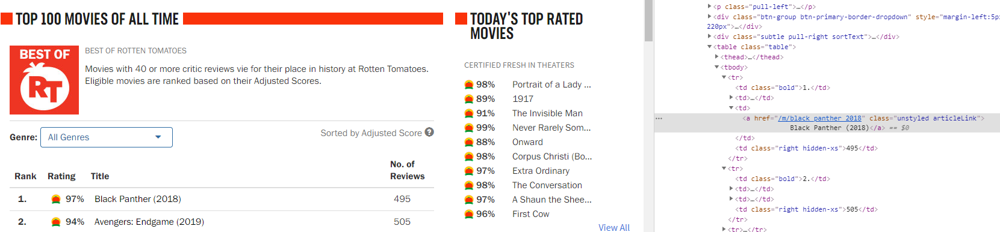 TOP 100 MOVIES OF ALL TIME
BEST OF
RT
BEST OF ROTTEN TOMATOES
Movies with 40 or more critic reviews vie for their place in history at Rotten Tomatoes.
Eligible movies are ranked based on their Adjusted Scores.
Genre: All Genres
Sorted by Adjusted Score ?
Rank Rating Title No. of Reviews
1. 97% Black Panther (2018) 495
2. 94% Avengers: Endgame (2019) 505
TODAY'S TOP RATED
MOVIES
CERTIFIED FRESH IN THEATERS
98% Portrait of a Lady ...
89% 1917
91% The Invisible Man
99% Never Rarely Som...
88% Onward
98% Corpus Christi (Bo...
97% Extra Ordinary
98% The Conversation
97% A Shaun the Shee...
96% First Cow
View All
<p class="pull-left">…</p>
<div class="btn-group btn-primary-border-dropdown" style="margin-left:5p
220px">…</div>
<div class="subtle pull-right sortText">…</div>
<table class="table">
<thead>…</thead>
<tbody>
<tr>
<td class="bold">1.</td>
<td>…</td>
<td>
… <a href="/m/black_panther_2018" class="unstyled articleLink">
Black Panther (2018)</a> == $0
</td>
<td class="right hidden-xs">495</td>
</tr>
<tr>
<td class="bold">2.</td>
<td>…</td>
<td>…</td>
<td class="right hidden-xs">505</td>
</tr>
<tr>…</tr>